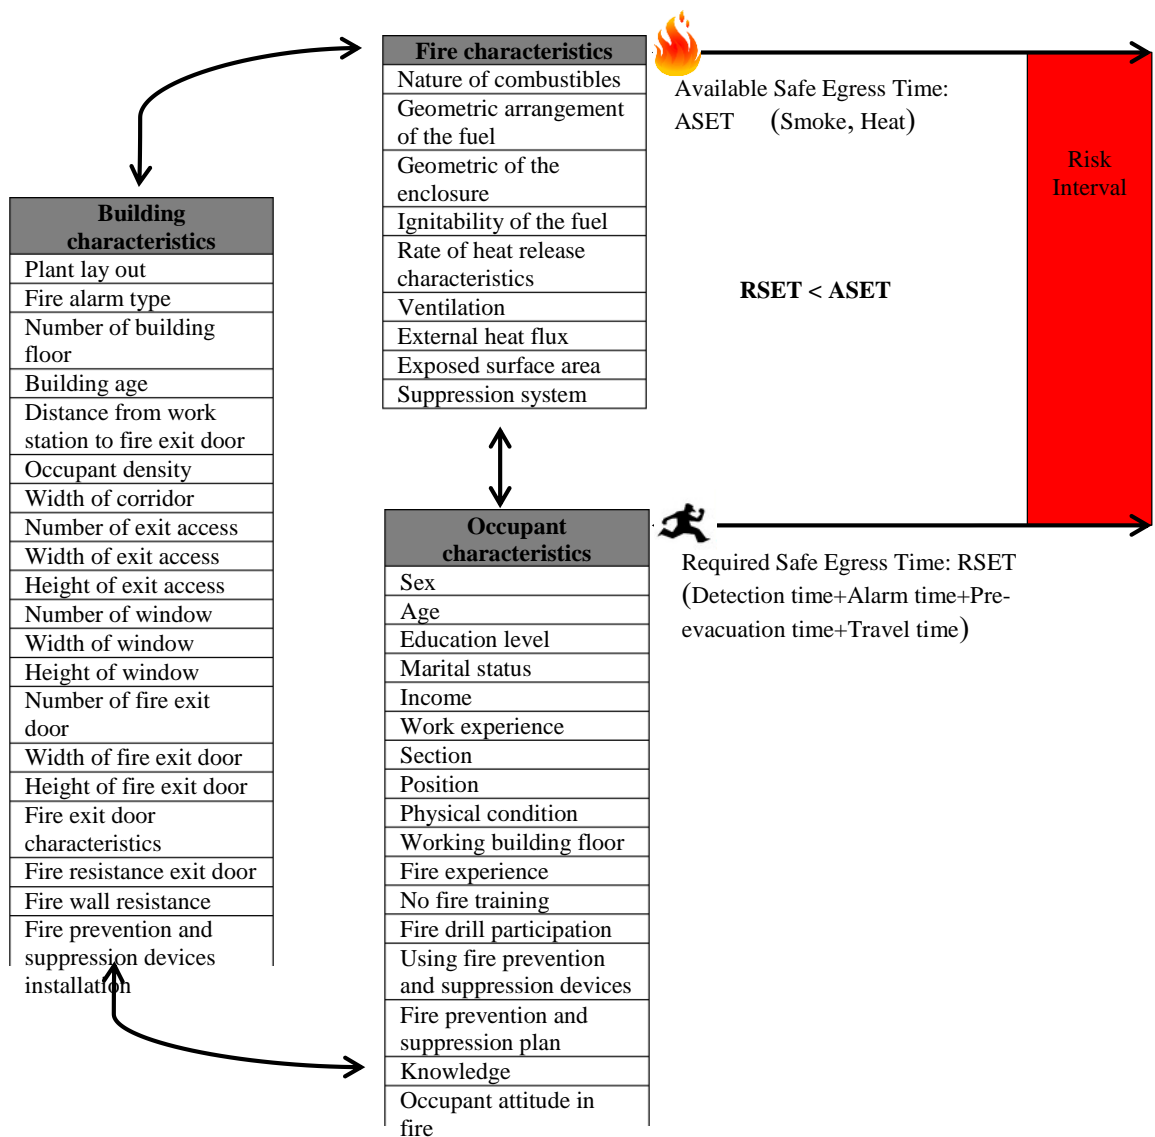 Fire characteristics
Nature of combustibles
Geometric arrangement
of the fuel
Geometric of the
enclosure
Ignitability of the fuel
Rate of heat release
characteristics
Ventilation
External heat flux
Exposed surface area
Suppression system
Available Safe Egress Time:
ASET (Smoke, Heat)
Risk
Interval
RSET < ASET
Building
characteristics
Plant lay out
Fire alarm type
Number of building
floor
Building age
Distance from work
station to fire exit door
Occupant density
Width of corridor
Number of exit access
Width of exit access
Height of exit access
Number of window
Width of window
Height of window
Number of fire exit
door
Width of fire exit door
Height of fire exit door
Fire exit door
characteristics
Fire resistance exit door
Fire wall resistance
Fire prevention and
suppression devices
installation
Occupant
characteristics
Sex
Age
Education level
Marital status
Income
Work experience
Section
Position
Physical condition
Working building floor
Fire experience
No fire training
Fire drill participation
Using fire prevention
and suppression devices
Fire prevention and
suppression plan
Knowledge
Occupant attitude in
fire
Required Safe Egress Time: RSET
(Detection time+Alarm time+Pre-
evacuation time+Travel time)